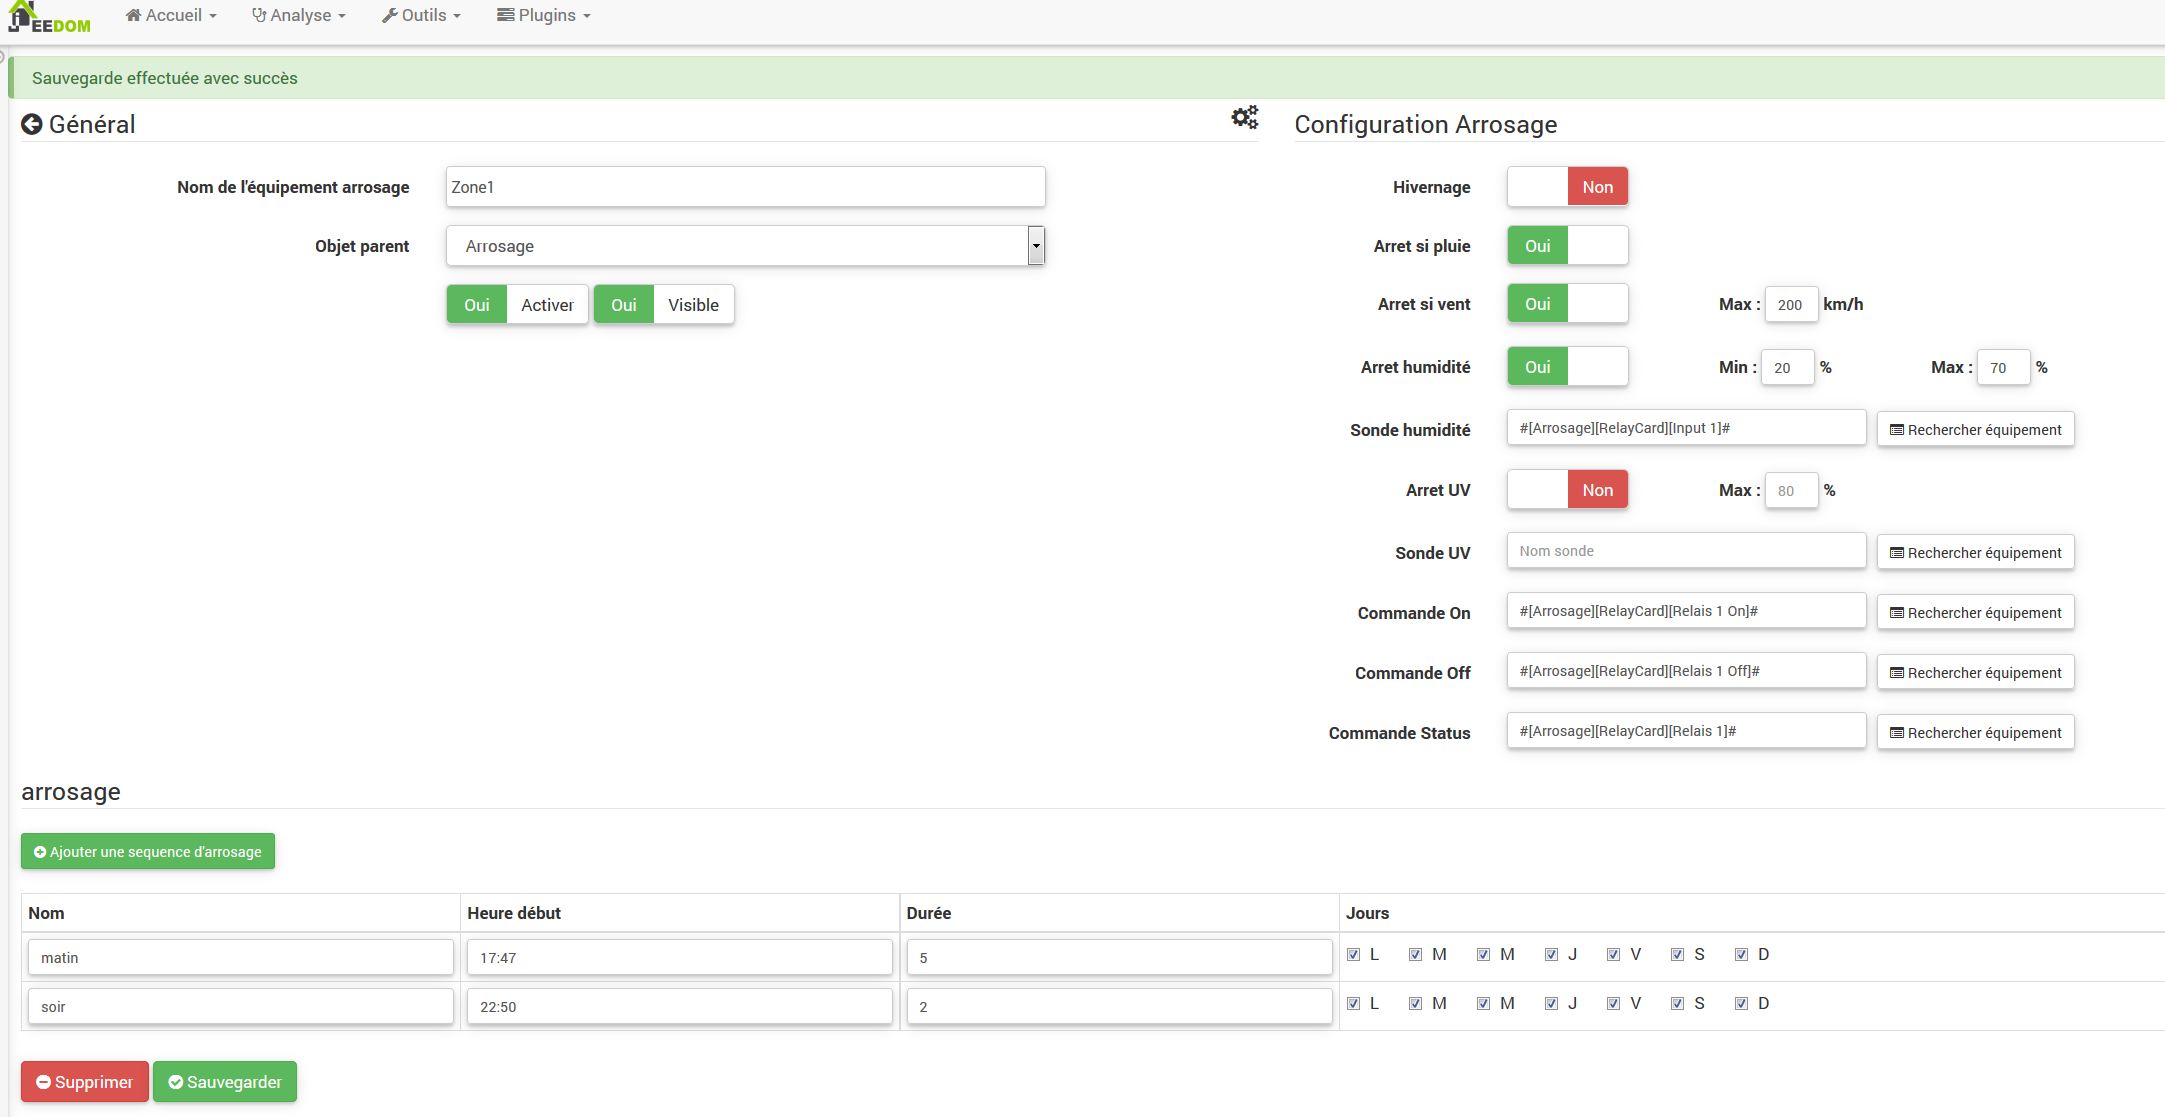 JEEDOM Accueil Analyse Outils Plugins
Sauvegarde effectuée avec succès
Général
Nom de l'équipement arrosage Zone1
Objet parent Arrosage
Oui Activer Oui Visible
Configuration Arrosage
Hivernage Non
Arret si pluie Oui
Arret si vent Oui Max : 200 km/h
Arret humidité Oui Min : 20 % Max : 70 %
Sonde humidité #[Arrosage][RelayCard][Input 1]# Rechercher équipement
Arret UV Non Max : 80 %
Sonde UV Nom sonde Rechercher équipement
Commande On #[Arrosage][RelayCard][Relais 1 On]# Rechercher équipement
Commande Off #[Arrosage][RelayCard][Relais 1 Off]# Rechercher équipement
Commande Status #[Arrosage][RelayCard][Relais 1]# Rechercher équipement
arrosage
Ajouter une sequence d'arrosage
Nom Heure début Durée Jours
matin 17:47 5 L M M J V S D
soir 22:50 2 L M M J V S D
Supprimer Sauvegarder